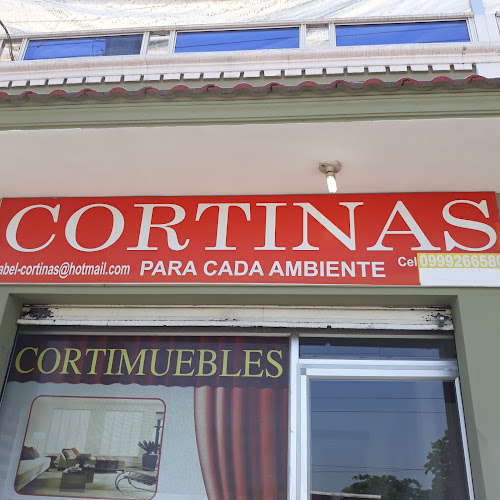 CORTINAS
abel-cortinas@hotmail.com PARA CADA AMBIENTE Cel 0999266580
CORTIMUEBLES